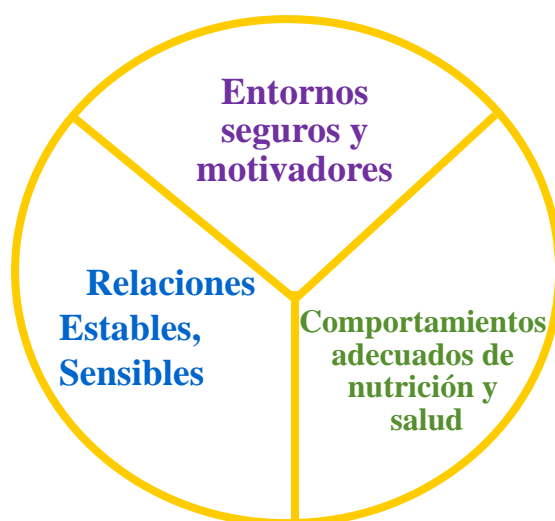 Entornos
seguros y
motivadores
Relaciones
Estables,
Sensibles
Comportamientos
adecuados de
nutrición y
salud